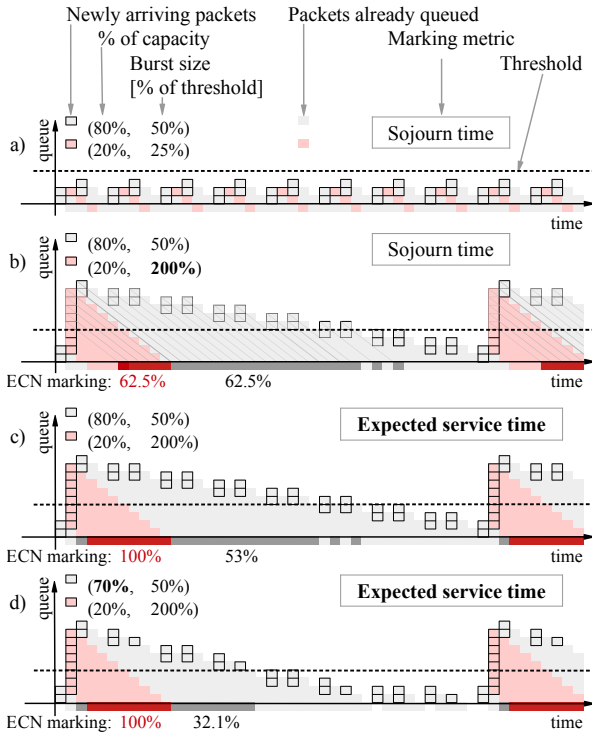 Newly arriving packets
Packets already queued
% of capacity
Marking metric
Burst size
[% of threshold]
Threshold
a)
queue
(80%, 50%)
(20%, 25%)
Sojourn time
time
b)
queue
(80%, 50%)
(20%, 200%)
Sojourn time
ECN marking: 62.5% 62.5%
time
c)
queue
(80%, 50%)
(20%, 200%)
Expected service time
ECN marking: 100% 53%
time
d)
queue
(70%, 50%)
(20%, 200%)
Expected service time
ECN marking: 100% 32.1%
time